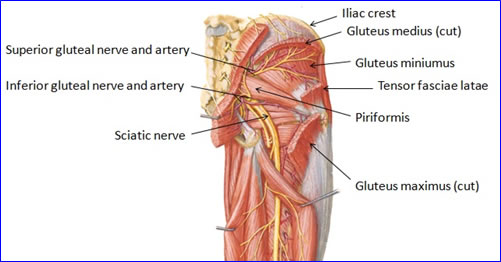 Iliac crest
Gluteus medius (cut)
Superior gluteal nerve and artery
Gluteus miniumus
Inferior gluteal nerve and artery
Tensor fasciae latae
Piriformis
Sciatic nerve
Gluteus maximus (cut)